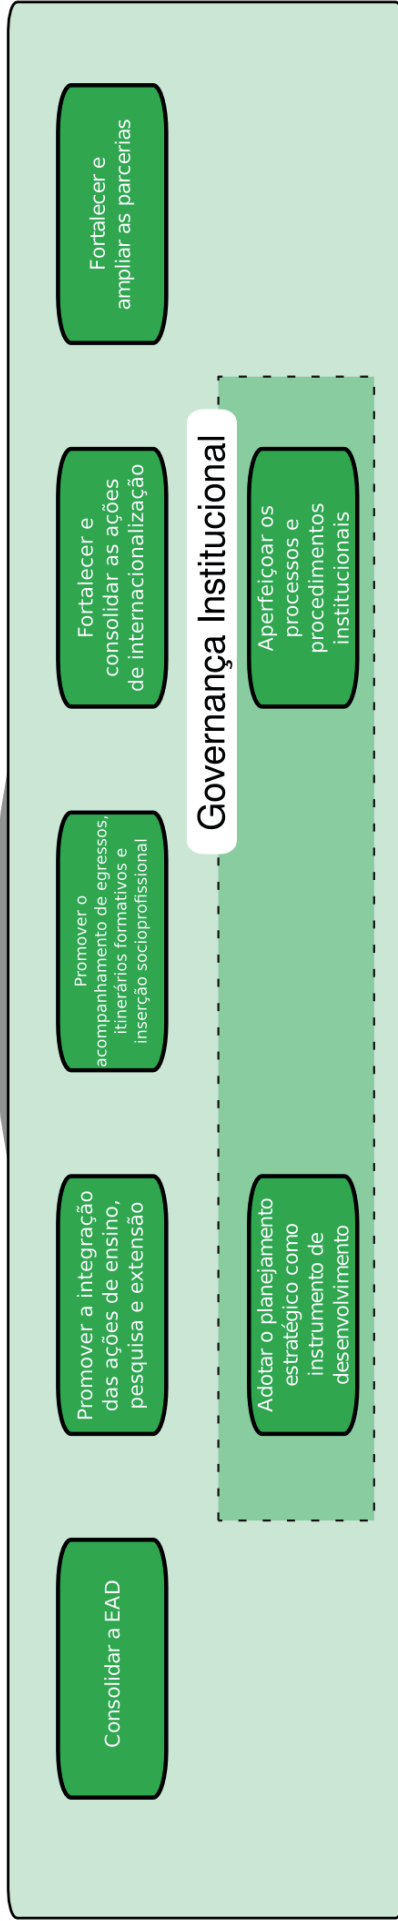 Consolidar a EAD
Promover a integração
das ações de ensino,
pesquisa e extensão
Promover o
acompanhamento de egressos,
itinerários formativos e
inserção socioprofissional
Fortalecer e
consolidar as ações
de internacionalização
Fortalecer e
ampliar as parcerias
Governança Institucional
Adotar o planejamento
estratégico como
instrumento de
desenvolvimento
Aperfeiçoar os
processos e
procedimentos
institucionais